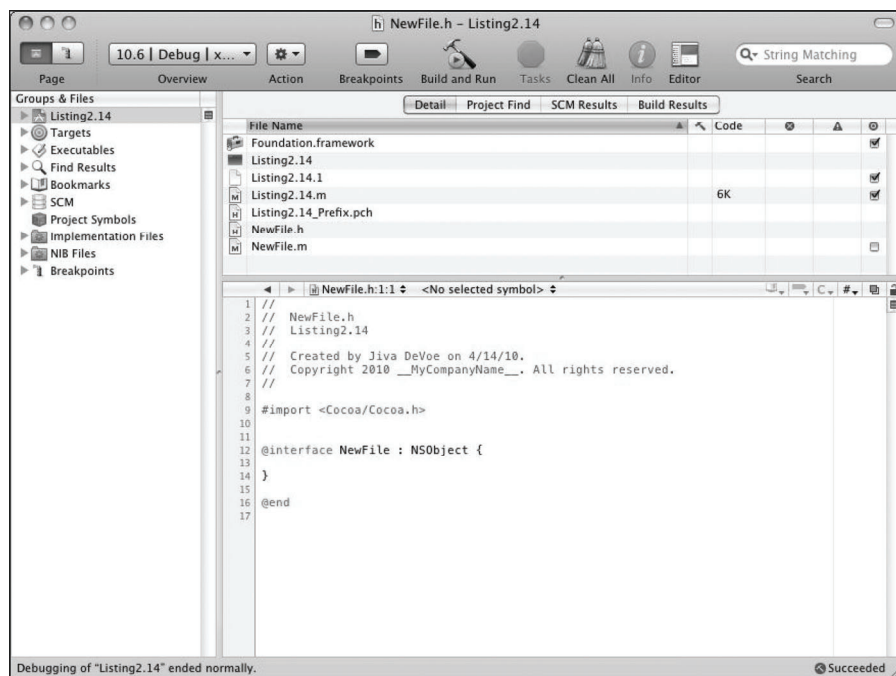 NewFile.h – Listing2.14
10.6 | Debug | x...
String Matching
Page Overview Action Breakpoints Build and Run Tasks Clean All Info Editor Search
Groups & Files
Listing2.14
Targets
Executables
Find Results
Bookmarks
SCM
Project Symbols
Implementation Files
NIB Files
Breakpoints
Detail Project Find SCM Results Build Results
File Name Code
Foundation.framework
Listing2.14
Listing2.14.1
Listing2.14.m 6K
Listing2.14_Prefix.pch
NewFile.h
NewFile.m
NewFile.h:1:1 <No selected symbol> C #
1 //
2 // NewFile.h
3 // Listing2.14
4 //
5 // Created by Jiva DeVoe on 4/14/10.
6 // Copyright 2010 __MyCompanyName__. All rights reserved.
7 //
8
9 #import <Cocoa/Cocoa.h>
10
11
12 @interface NewFile : NSObject {
13
14 }
15
16 @end
17
Debugging of "Listing2.14" ended normally. Succeeded